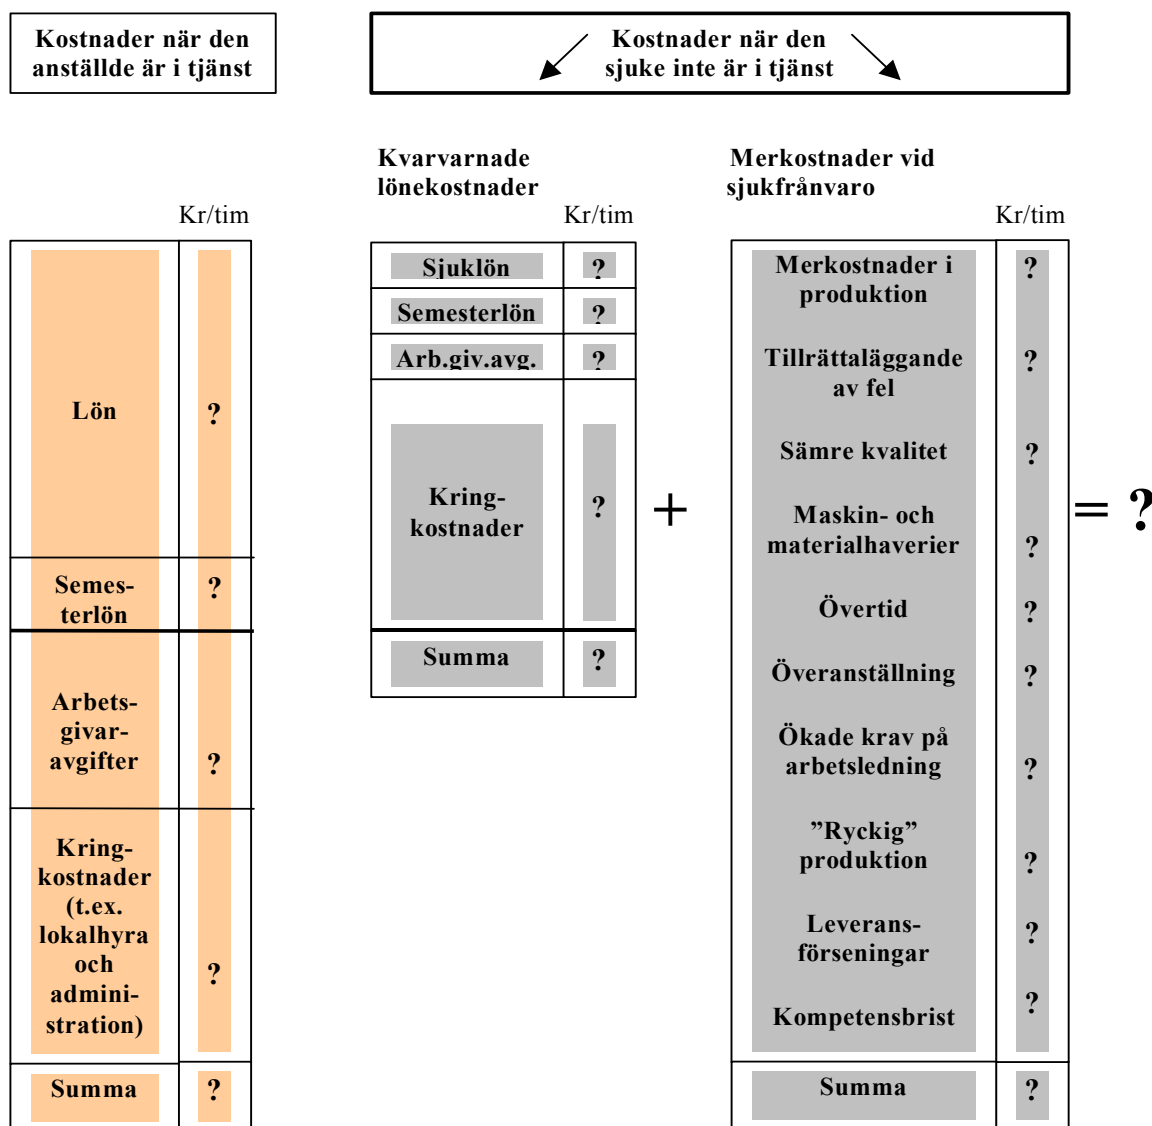 Kostnader när den
anställde är i tjänst
Kostnader när den
sjuke inte är i tjänst
Kr/tim
Lön
?
Semes-
terlön
?
Arbets-
givar-
avgifter
?
Kring-
kostnader
(t.ex.
lokalhyra
och
admini-
stration)
?
Summa
?
Kvarvarnade
lönekostnader
Kr/tim
Sjuklön
?
Semesterlön
?
Arb.giv.avg.
?
Kring-
kostnader
?
Summa
?
+
Merkostnader vid
sjukfrånvaro
Kr/tim
Merkostnader i
produktion
?
Tillrättaläggande
av fel
?
Sämre kvalitet
?
Maskin- och
materialhaverier
?
Övertid
?
Överanställning
?
Ökade krav på
arbetsledning
?
”Ryckig”
produktion
?
Leverans-
förseningar
?
Kompetensbrist
?
Summa
?
= ?